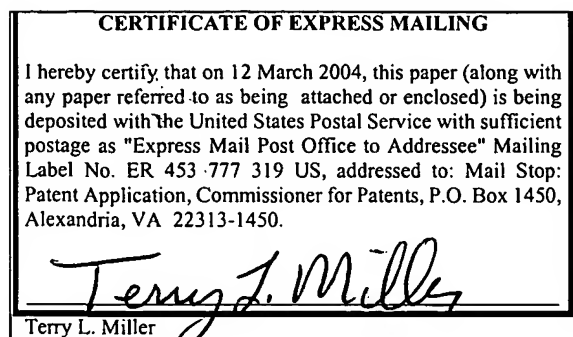 CERTIFICATE OF EXPRESS MAILING
I hereby certify, that on 12 March 2004, this paper (along with
any paper referred to as being attached or enclosed) is being
deposited with the United States Postal Service with sufficient
postage as "Express Mail Post Office to Addressee" Mailing
Label No. ER 453 777 319 US, addressed to: Mail Stop:
Patent Application, Commissioner for Patents, P.O. Box 1450,
Alexandria, VA 22313-1450.
Terry L. Miller
Terry L. Miller